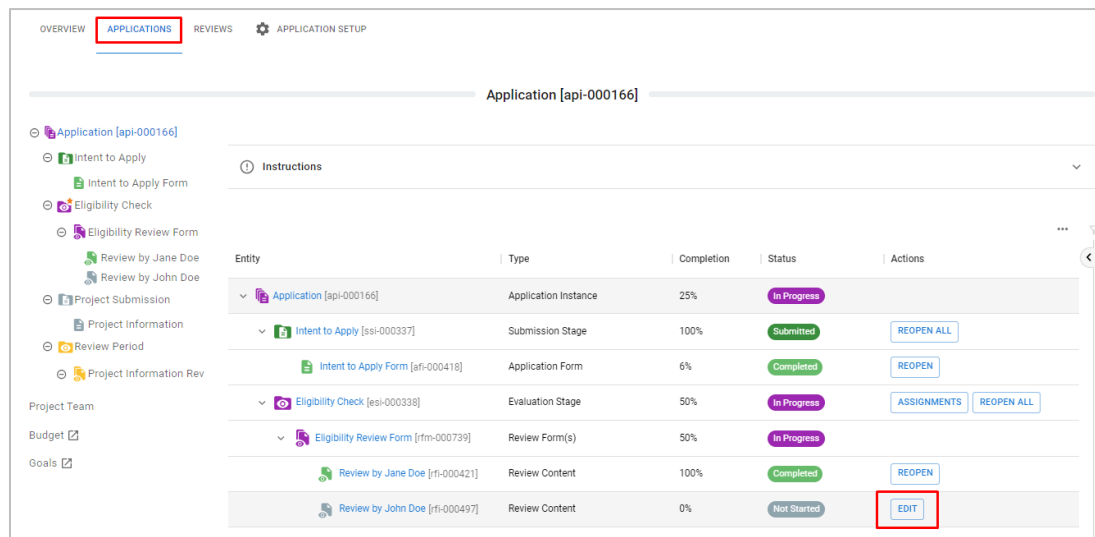 OVERVIEW APPLICATIONS REVIEWS APPLICATION SETUP
Application [api-000166]
Application [api-000166]
Intent to Apply
Intent to Apply Form
Eligibility Check
Eligibility Review Form
Review by Jane Doe
Review by John Doe
Project Submission
Project Information
Review Period
Project Information Rev
Project Team
Budget
Goals
Instructions
Entity Type Completion Status Actions
Application [api-000166] Application Instance 25% In Progress
Intent to Apply [ssi-000337] Submission Stage 100% Submitted REOPEN ALL
Intent to Apply Form [afi-000418] Application Form 6% Completed REOPEN
Eligibility Check [esi-000338] Evaluation Stage 50% In Progress ASSIGNMENTS REOPEN ALL
Eligibility Review Form [rfm-000739] Review Form(s) 50% In Progress
Review by Jane Doe [rfi-000421] Review Content 100% Completed REOPEN
Review by John Doe [rfi-000497] Review Content 0% Not Started EDIT